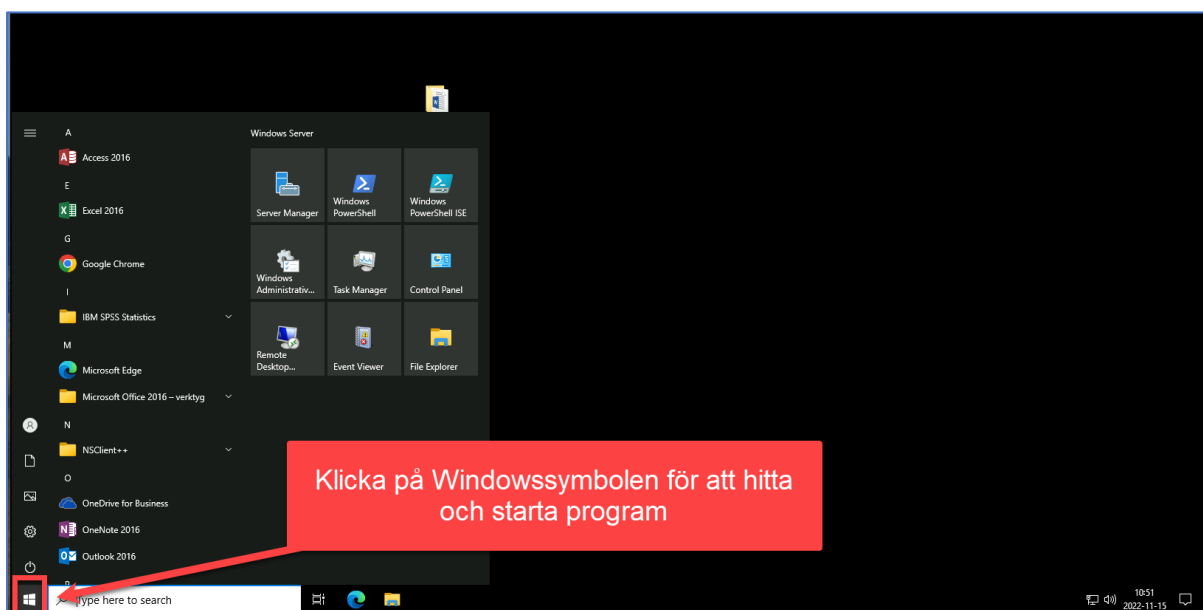 A
Access 2016
E
Excel 2016
G
Google Chrome
I
IBM SPSS Statistics
M
Microsoft Edge
Microsoft Office 2016 – verktyg
N
NSClient++
O
OneDrive for Business
OneNote 2016
Outlook 2016
Windows Server
Server Manager
Windows
PowerShell
Windows
PowerShell ISE
Windows
Administrativ...
Task Manager
Control Panel
Remote
Desktop...
Event Viewer
File Explorer
Klicka på Windowssymbolen för att hitta
och starta program
Type here to search
10:51
2022-11-15